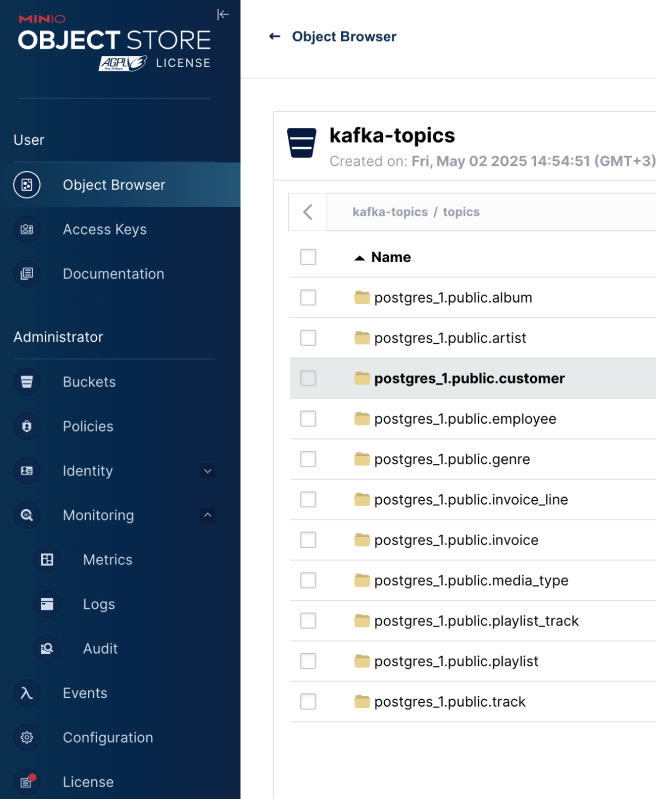 MINIO
OBJECT STORE
AGPLv3 LICENSE
User
Object Browser
Access Keys
Documentation
Administrator
Buckets
Policies
Identity
Monitoring
Metrics
Logs
Audit
Events
Configuration
License
← Object Browser
kafka-topics
Created on: Fri, May 02 2025 14:54:51 (GMT+3)
kafka-topics / topics
Name
postgres_1.public.album
postgres_1.public.artist
postgres_1.public.customer
postgres_1.public.employee
postgres_1.public.genre
postgres_1.public.invoice_line
postgres_1.public.invoice
postgres_1.public.media_type
postgres_1.public.playlist_track
postgres_1.public.playlist
postgres_1.public.track